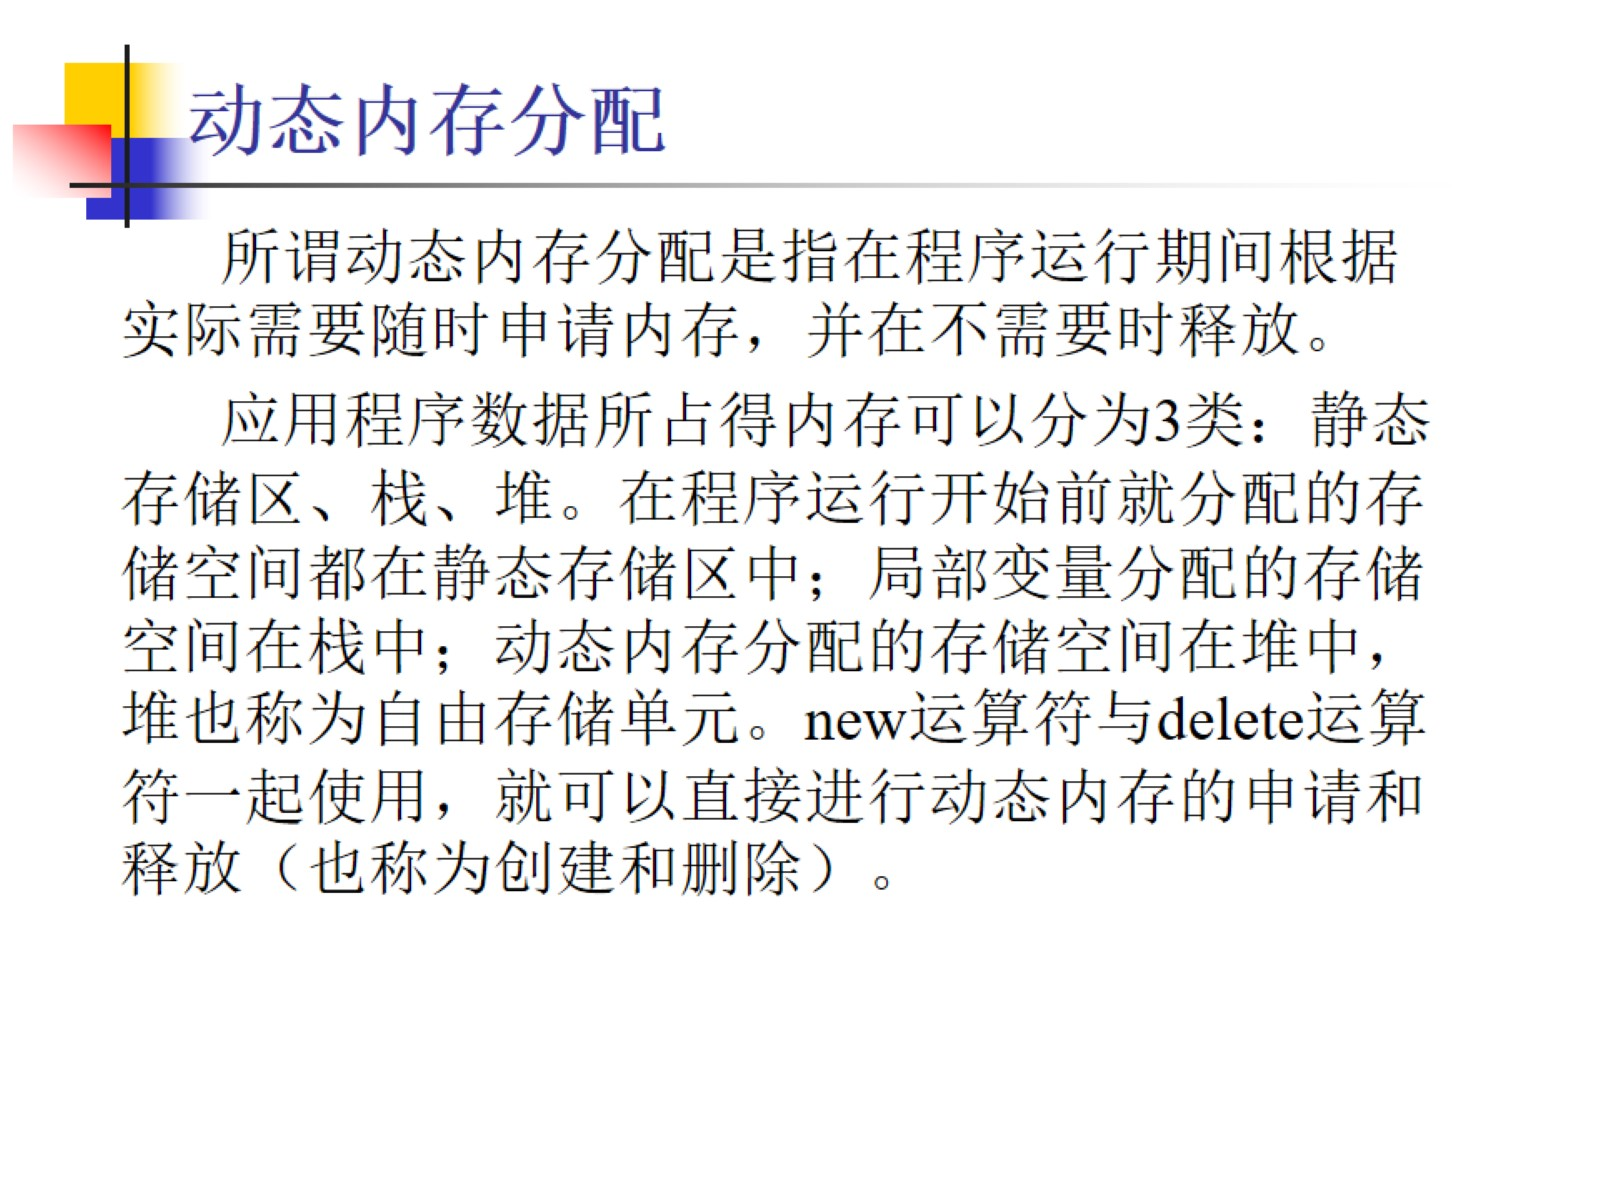 动态内存分配
所谓动态内存分配是指在程序运行期间根据
实际需要随时申请内存，并在不需要时释放。
应用程序数据所占得内存可以分为3类：静态
存储区、栈、堆。在程序运行开始前就分配的存
储空间都在静态存储区中；局部变量分配的存储
空间在栈中；动态内存分配的存储空间在堆中，
堆也称为自由存储单元。new运算符与delete运算
符一起使用，就可以直接进行动态内存的申请和
释放（也称为创建和删除）。